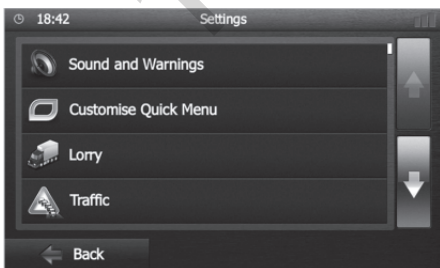 18:42 Settings
Sound and Warnings
Customise Quick Menu
Lorry
Traffic
Back